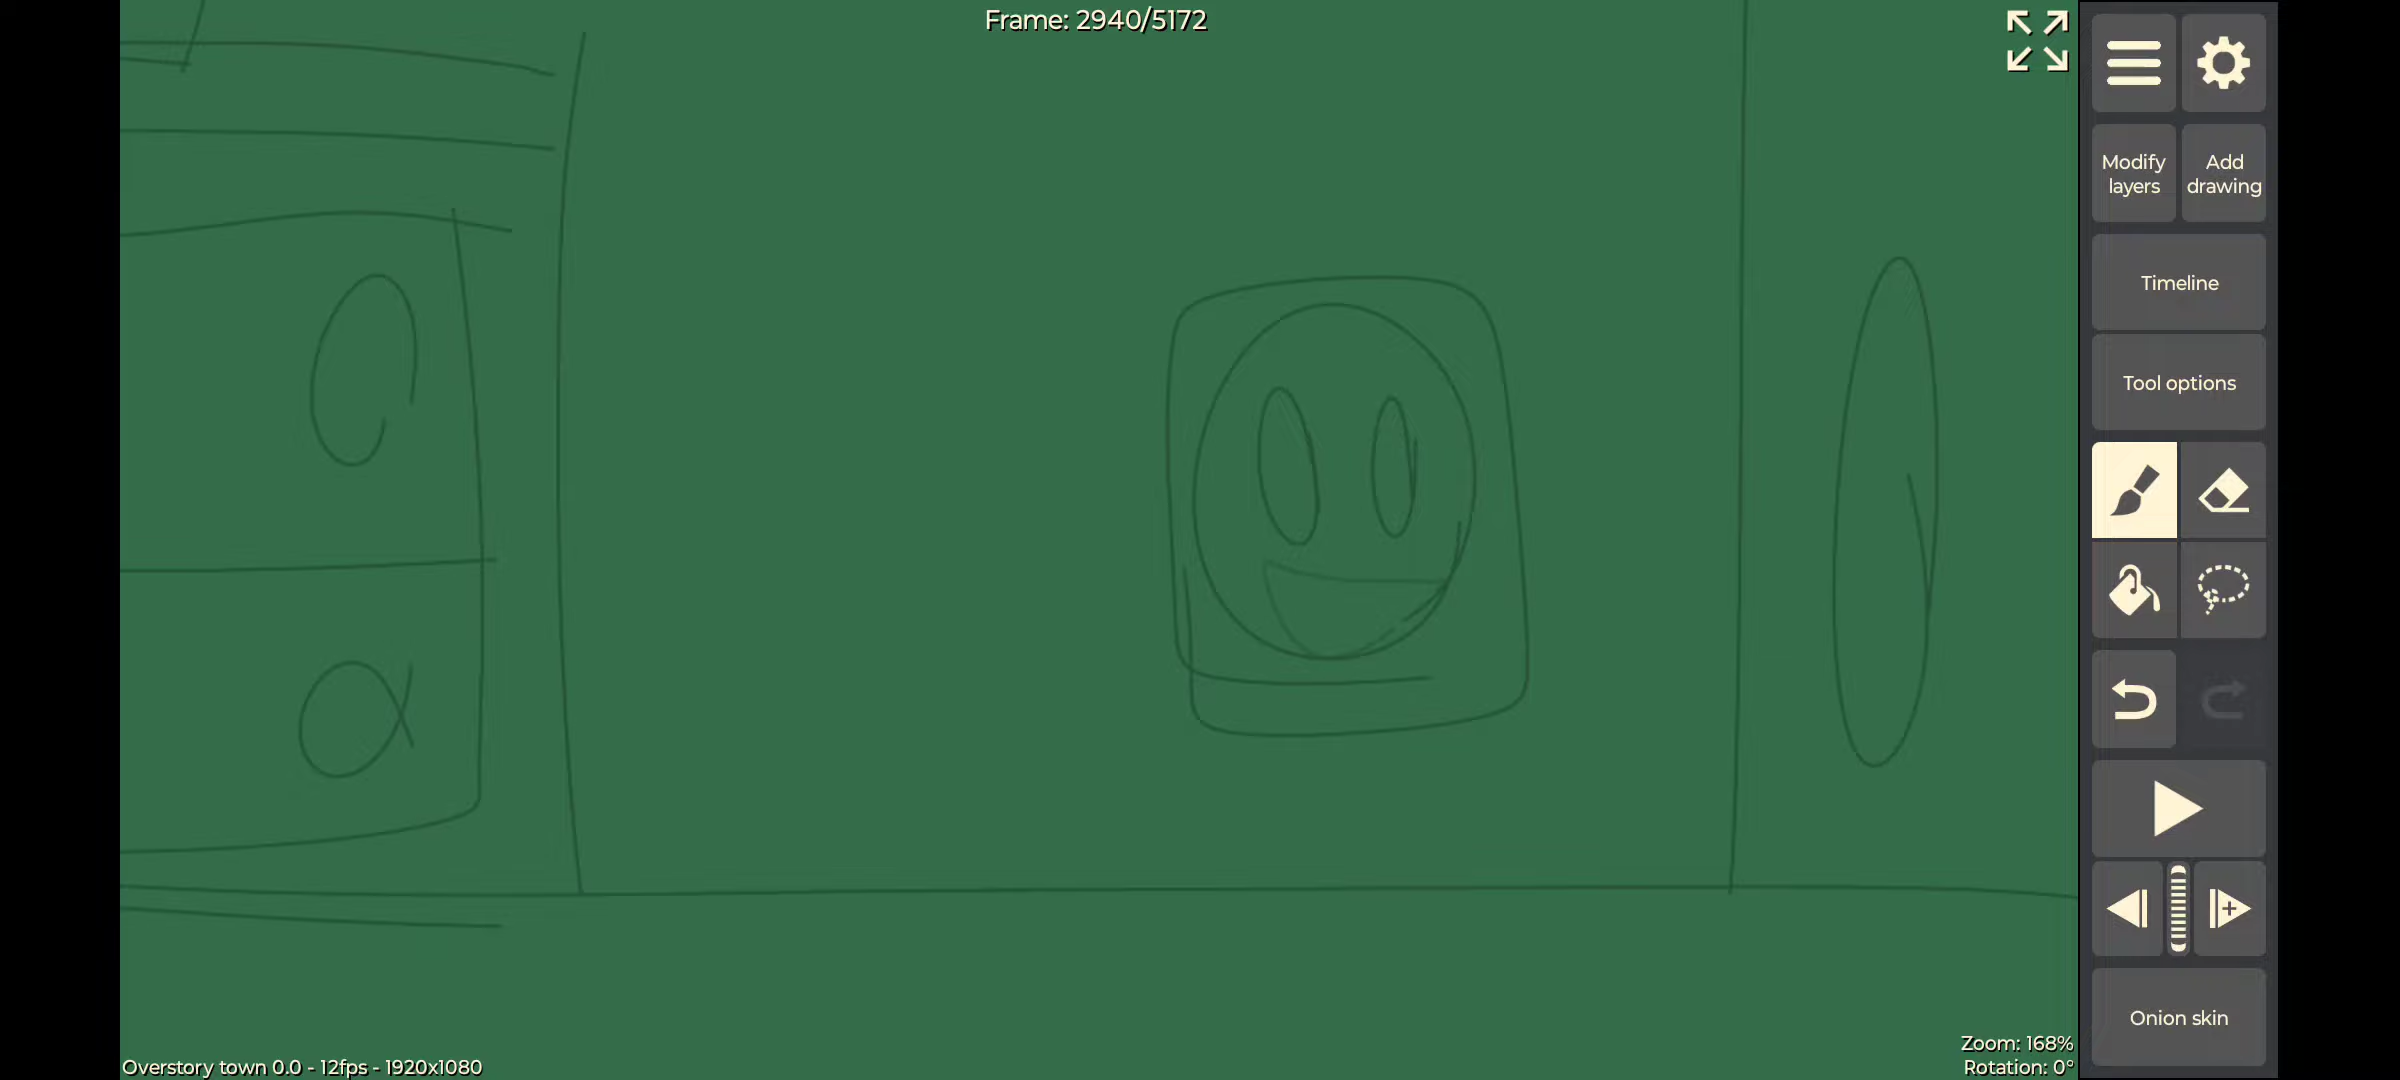 Frame: 2940/5172
Modify
layers
Add
drawing
Timeline
Tool options
Onion skin
Zoom: 168%
Rotation: 0°
Overstory town 0.0 - 12fps - 1920x1080